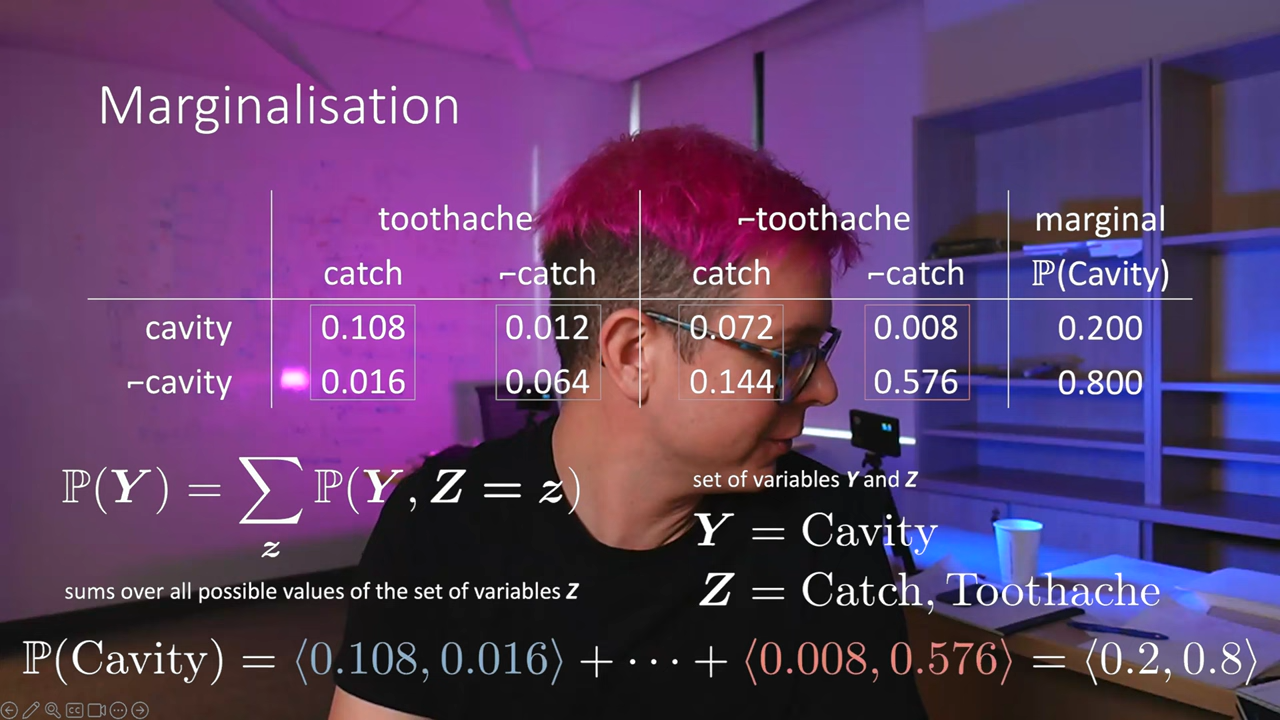 Marginalisation
toothache ⌐toothache marginal
catch ⌐catch catch ⌐catch ℙ(Cavity)
cavity 0.108 0.012 0.072 0.008 0.200
⌐cavity 0.016 0.064 0.144 0.576 0.800
ℙ(Y) = ∑ ℙ(Y, Z = z)
z
sums over all possible values of the set of variables Z
set of variables Y and Z
Y = Cavity
Z = Catch, Toothache
ℙ(Cavity) = ⟨0.108, 0.016⟩ + ⋯ + ⟨0.008, 0.576⟩ = ⟨0.2, 0.8⟩
CC